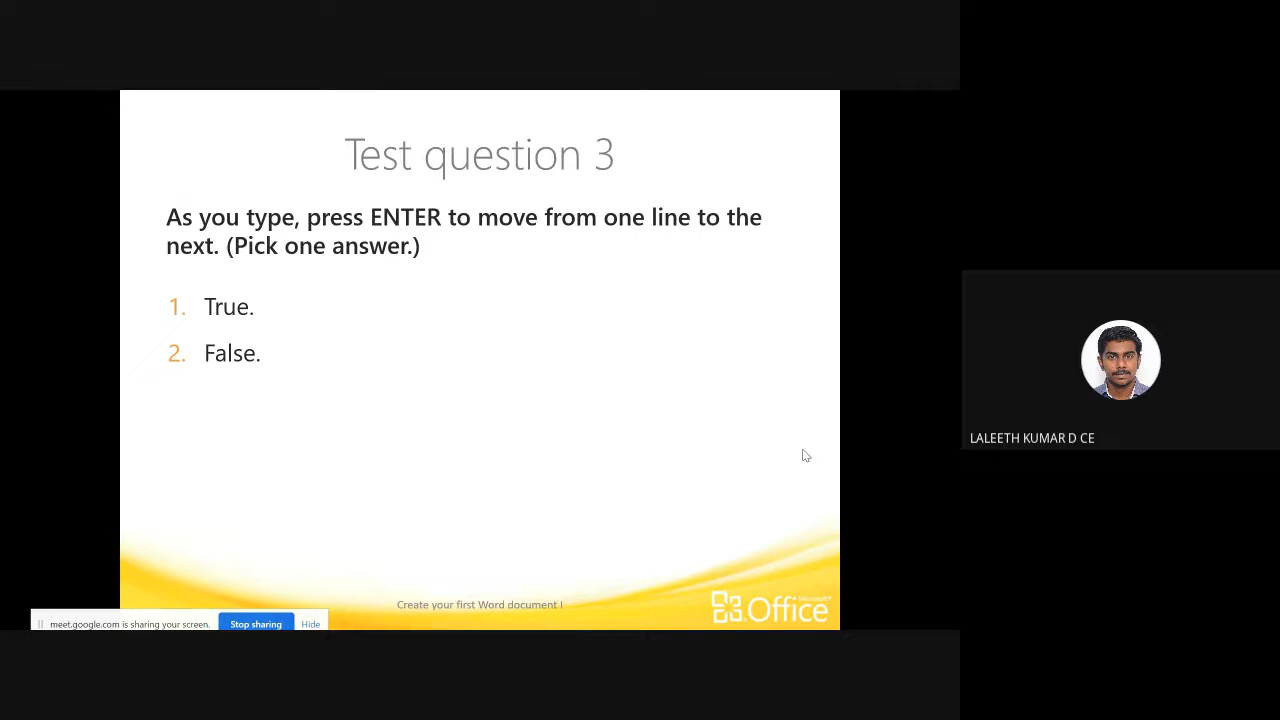 Test question 3
As you type, press ENTER to move from one line to the
next. (Pick one answer.)
1. True.
2. False.
LALEETH KUMAR D CE
Create your first Word document I
Microsoft®
Office
meet.google.com is sharing your screen. Stop sharing Hide